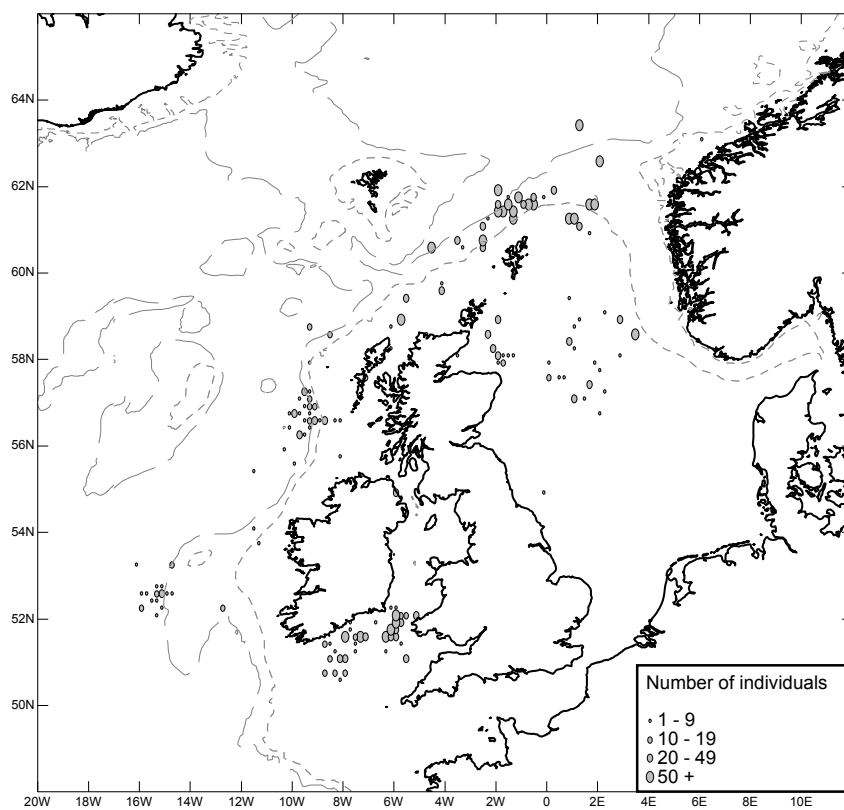 64N
62N
60N
58N
56N
54N
52N
50N
Number of individuals
1 - 9
10 - 19
20 - 49
50 +
20W 18W 16W 14W 12W 10W 8W 6W 4W 2W 0 2E 4E 6E 8E 10E